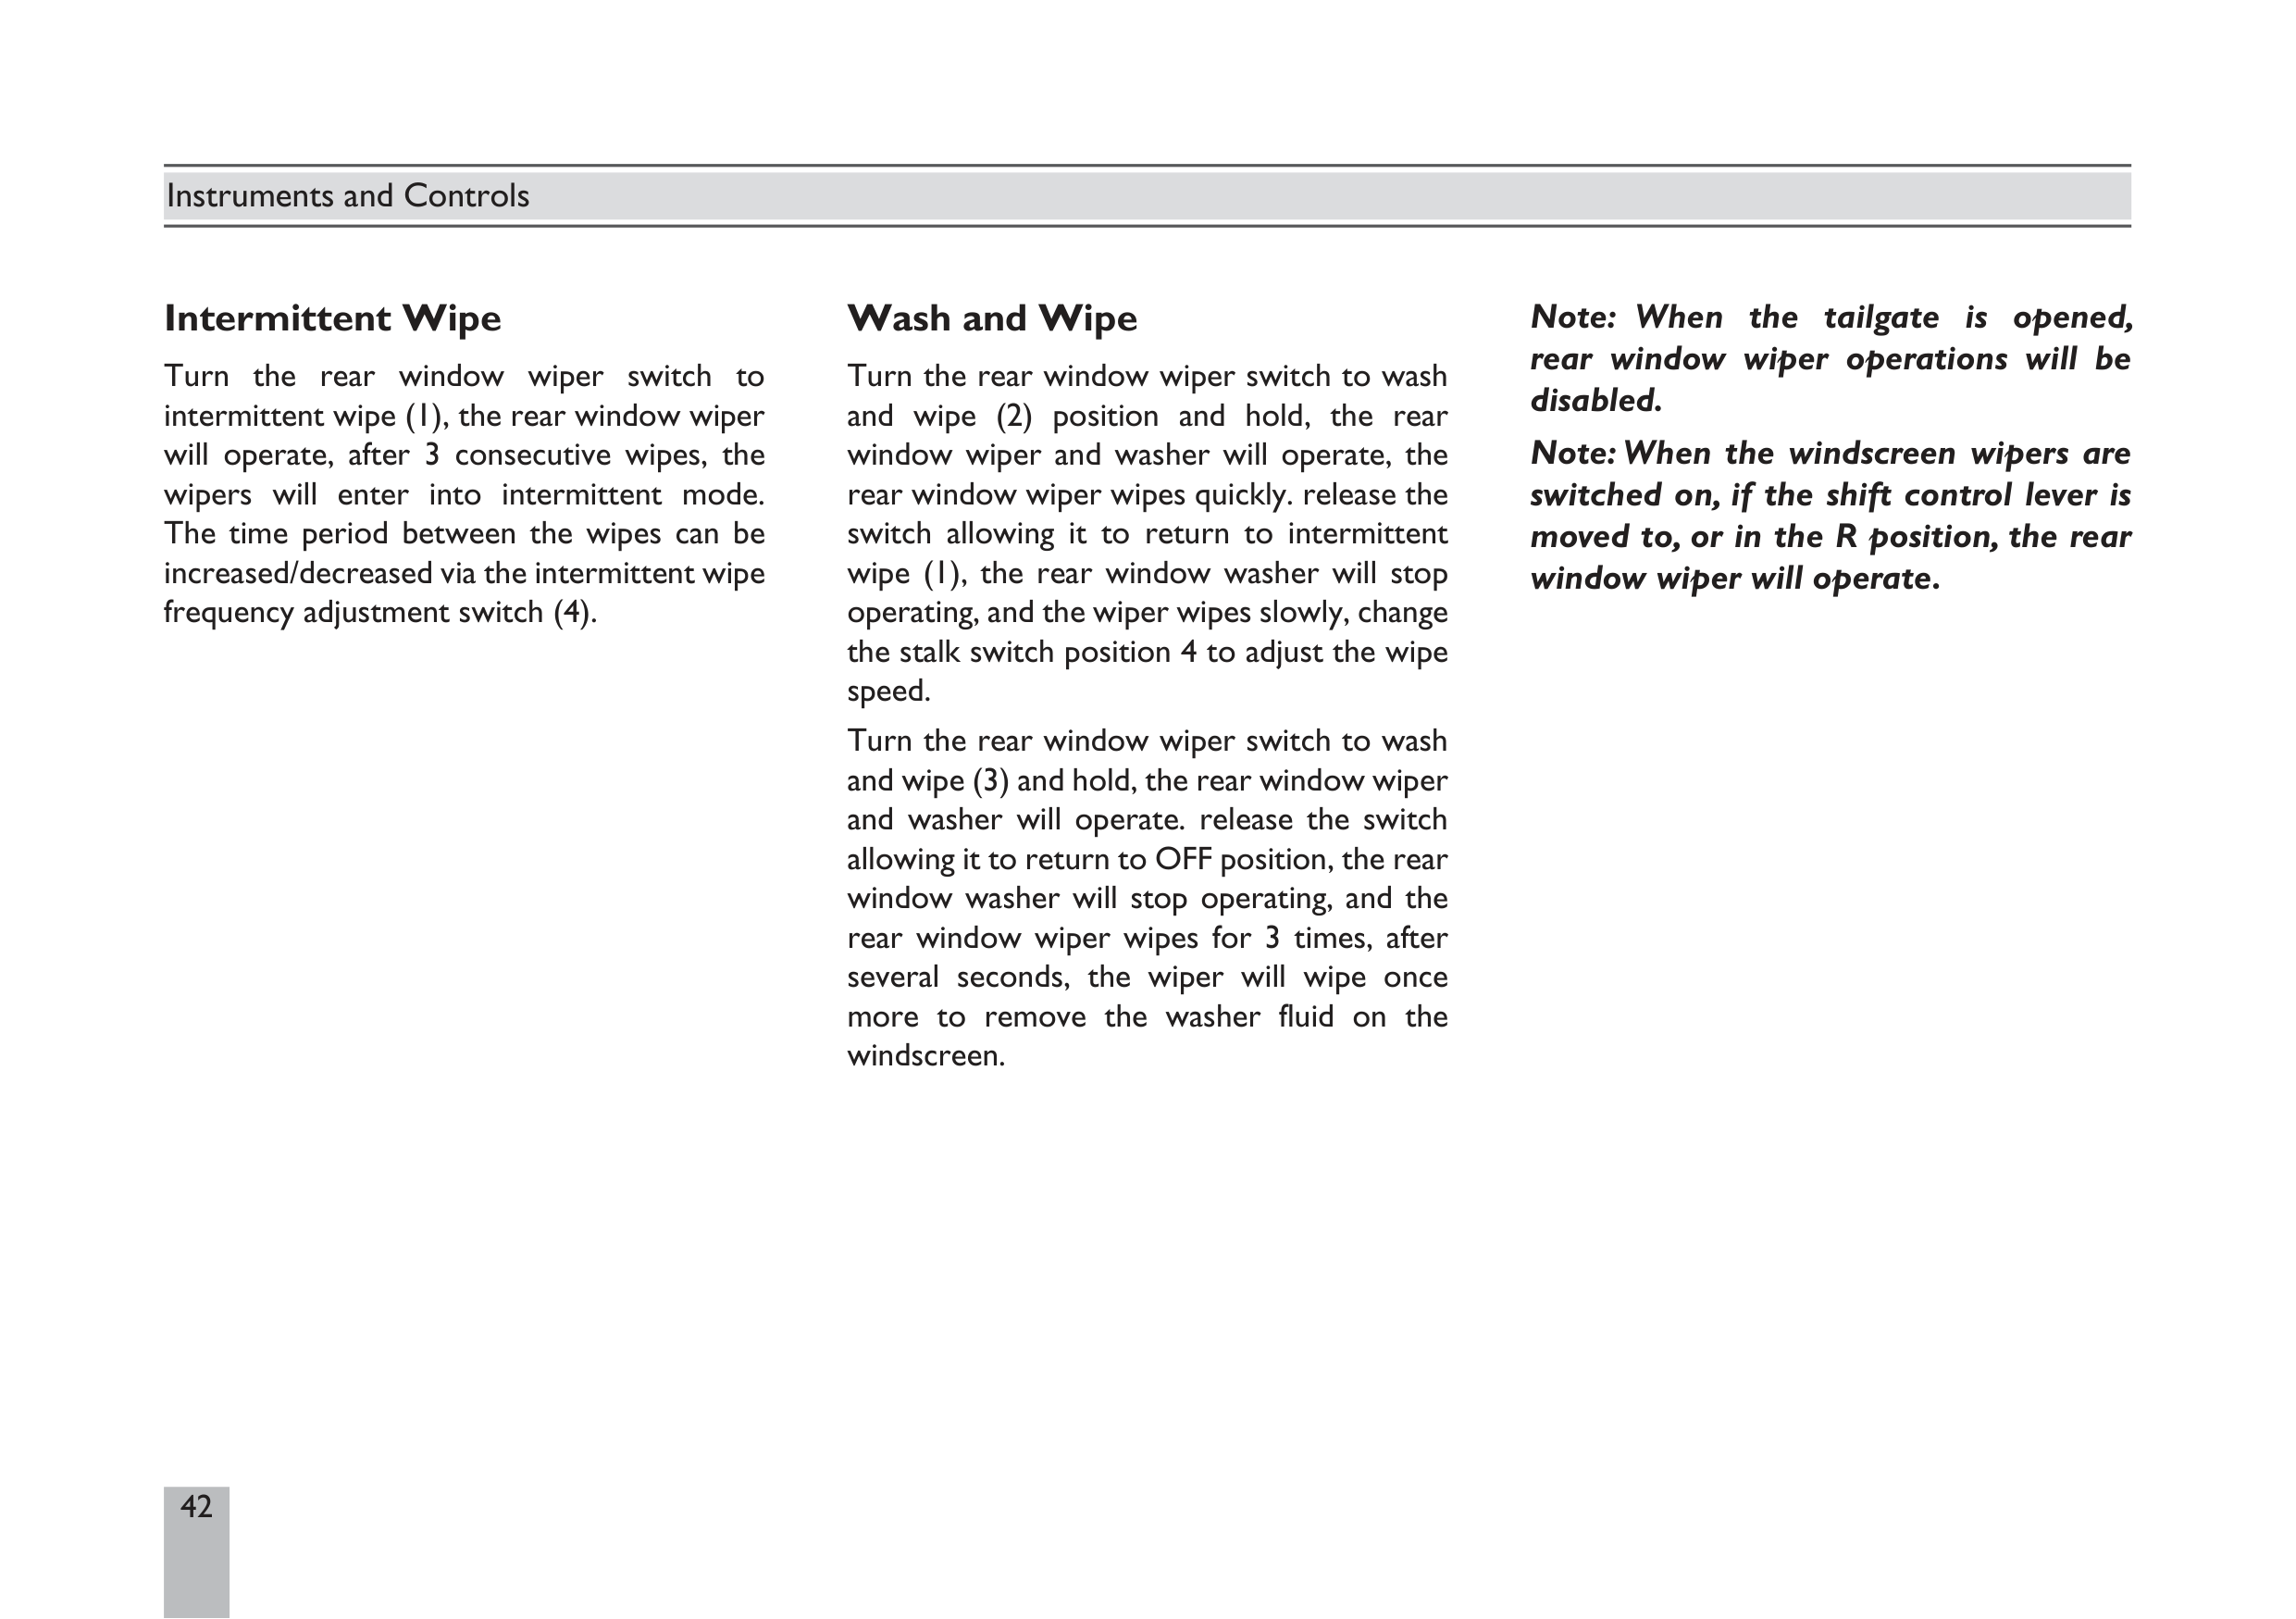 Instruments and Controls
Intermittent Wipe
Turn the rear window wiper switch to
intermittent wipe (1), the rear window wiper
will operate, after 3 consecutive wipes, the
wipers will enter into intermittent mode.
The time period between the wipes can be
increased/decreased via the intermittent wipe
frequency adjustment switch (4).
Wash and Wipe
Turn the rear window wiper switch to wash
and wipe (2) position and hold, the rear
window wiper and washer will operate, the
rear window wiper wipes quickly. release the
switch allowing it to return to intermittent
wipe (1), the rear window washer will stop
operating, and the wiper wipes slowly, change
the stalk switch position 4 to adjust the wipe
speed.
Turn the rear window wiper switch to wash
and wipe (3) and hold, the rear window wiper
and washer will operate. release the switch
allowing it to return to OFF position, the rear
window washer will stop operating, and the
rear window wiper wipes for 3 times, after
several seconds, the wiper will wipe once
more to remove the washer fluid on the
windscreen.
Note: When the tailgate is opened,
rear window wiper operations will be
disabled.
Note: When the windscreen wipers are
switched on, if the shift control lever is
moved to, or in the R position, the rear
window wiper will operate.
42